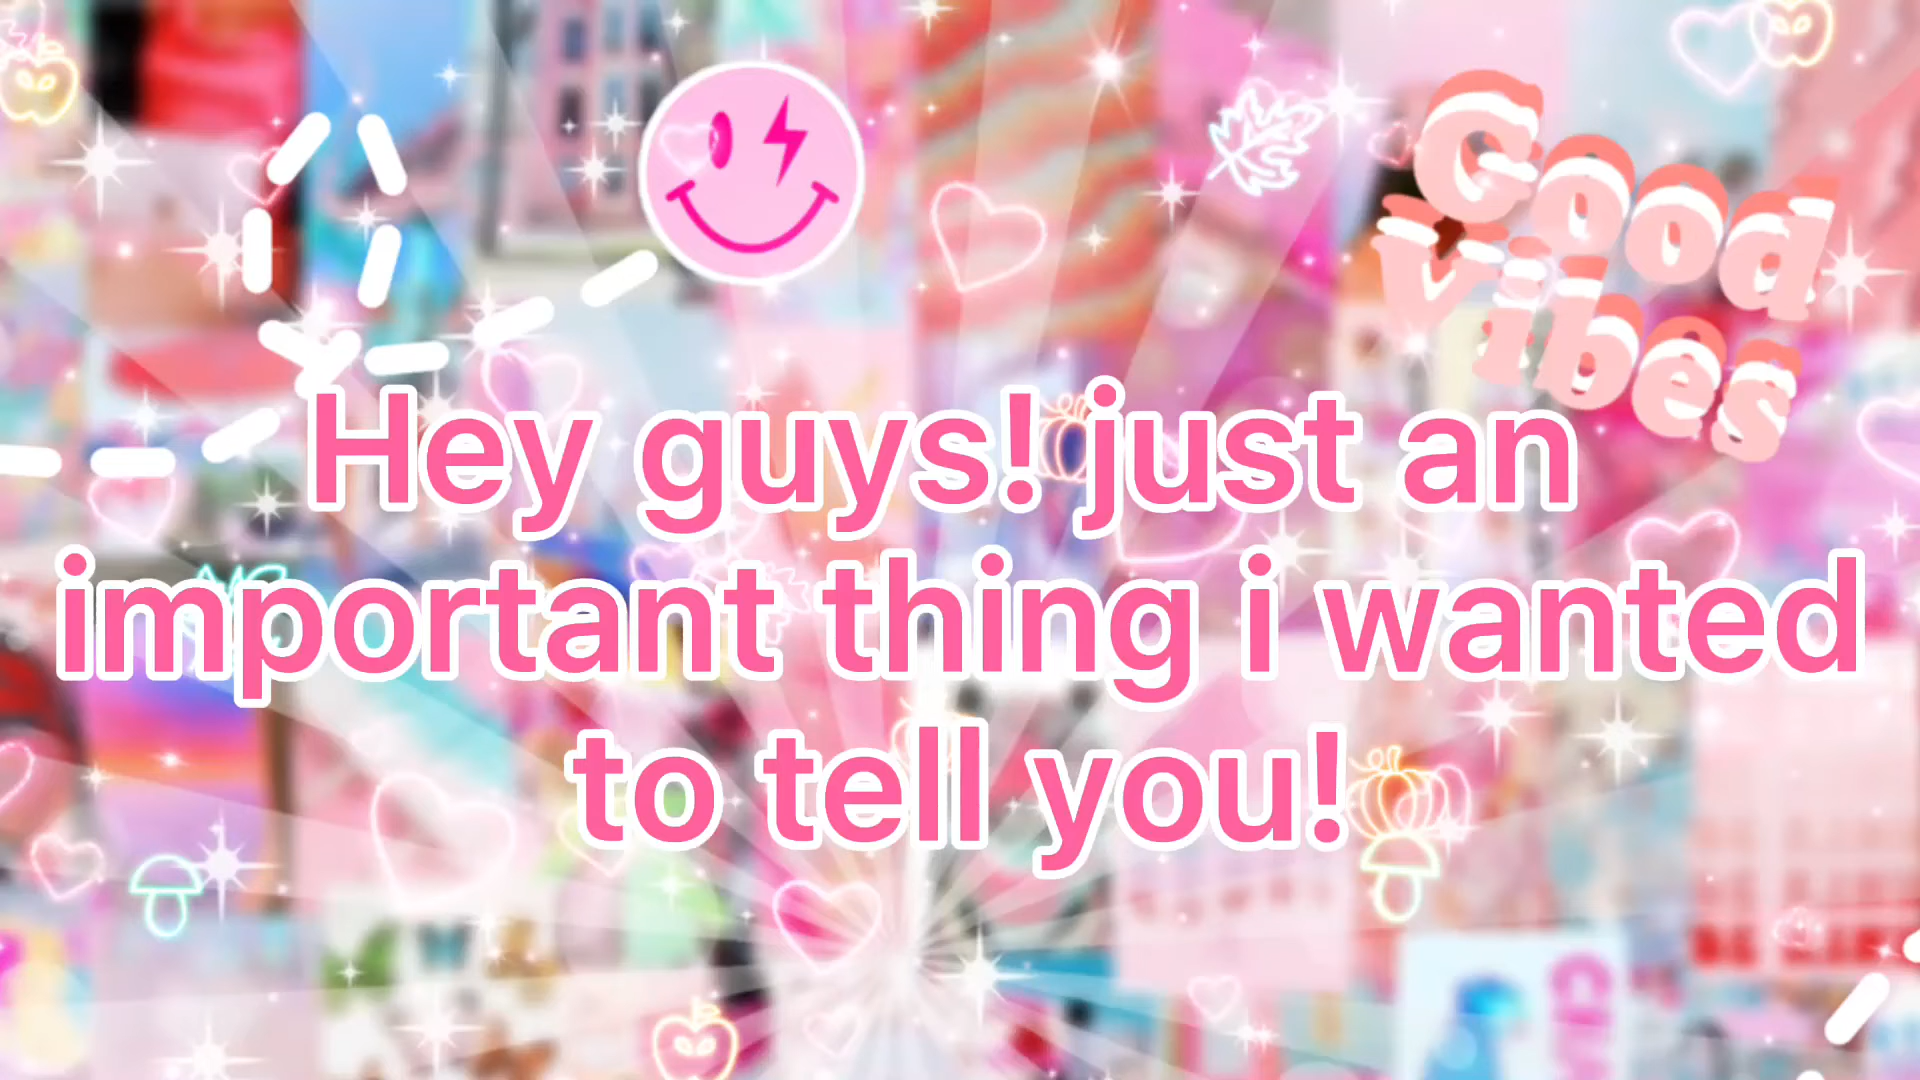 Good
Vibes
Hey guys! just an
important thing i wanted
to tell you!